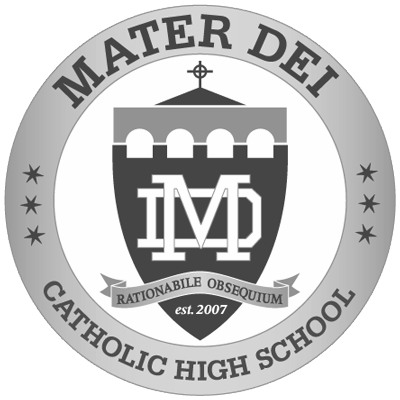 MATER DEI
MD
RATIONABILE OBSEQUIUM
est. 2007
CATHOLIC HIGH SCHOOL